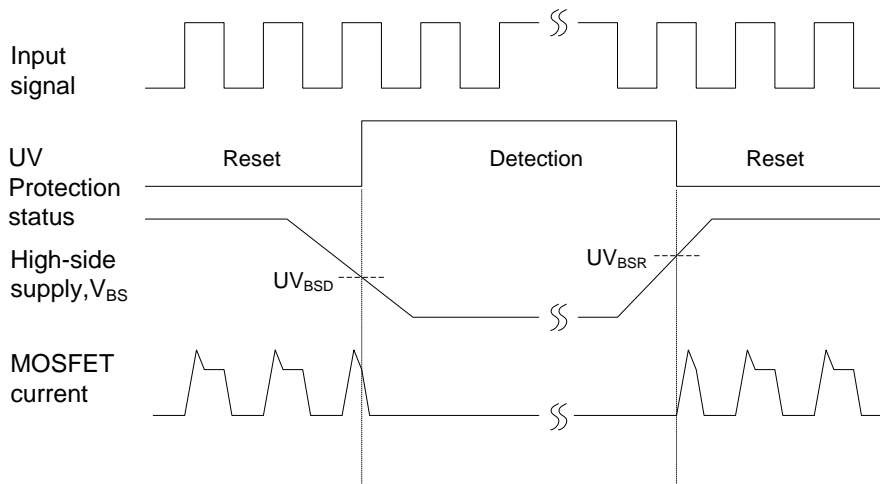 Input
signal
UV
Protection
status
Reset
Detection
Reset
High-side
supply,VBS
UVBSD
UVBSR
MOSFET
current